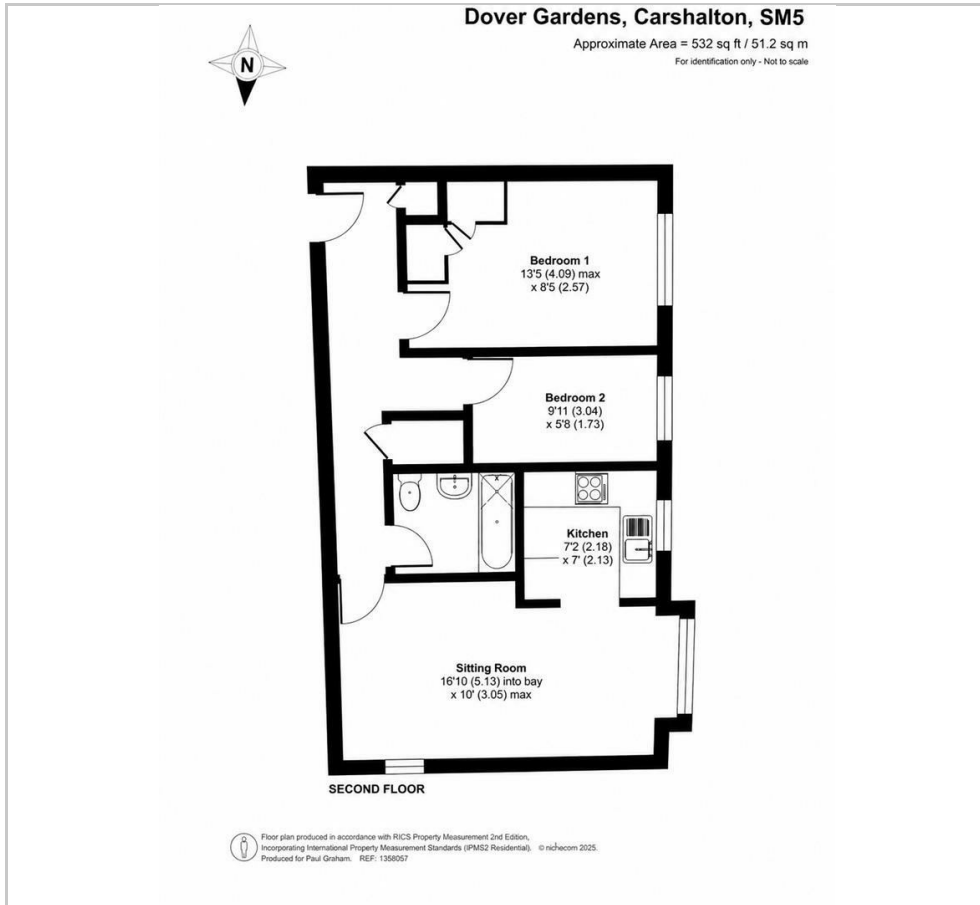 Dover Gardens, Carshalton, SM5
Approximate Area = 532 sq ft / 51.2 sq m
For identification only - Not to scale
N
Bedroom 1
13'5 (4.09) max
x 8'5 (2.57)
Bedroom 2
9'11 (3.04)
x 5'8 (1.73)
Kitchen
7'2 (2.18)
x 7' (2.13)
Sitting Room
16'10 (5.13) into bay
x 10' (3.05) max
SECOND FLOOR
Floor plan produced in accordance with RICS Property Measurement 2nd Edition,
Incorporating International Property Measurement Standards (IPMS2 Residential). © nichecom 2025.
Produced for Paul Graham. REF: 1358057